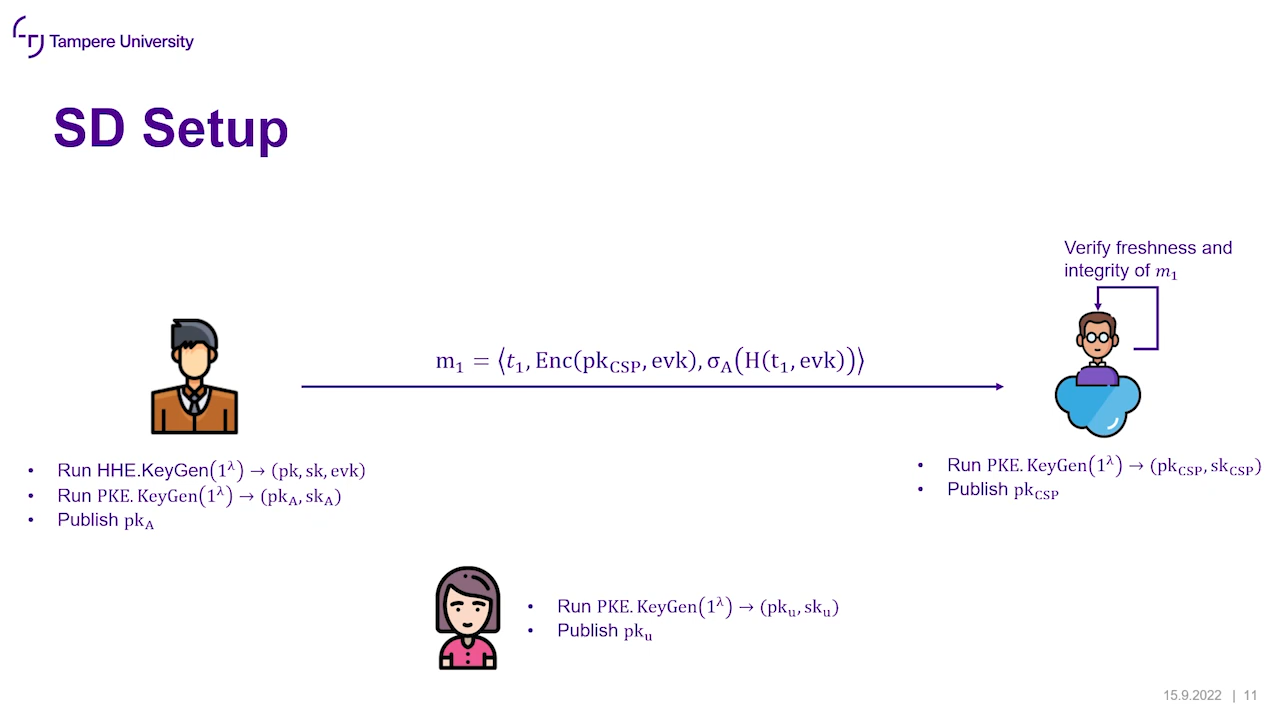 Tampere University
SD Setup
Verify freshness and
integrity of m₁
m₁ = ⟨t₁, Enc(pk_CSP, evk), σ_A(H(t₁, evk))⟩
• Run HHE.KeyGen(1^λ) → (pk, sk, evk)
• Run PKE. KeyGen(1^λ) → (pk_A, sk_A)
• Publish pk_A
• Run PKE. KeyGen(1^λ) → (pk_CSP, sk_CSP)
• Publish pk_CSP
• Run PKE. KeyGen(1^λ) → (pk_u, sk_u)
• Publish pk_u
15.9.2022 | 11